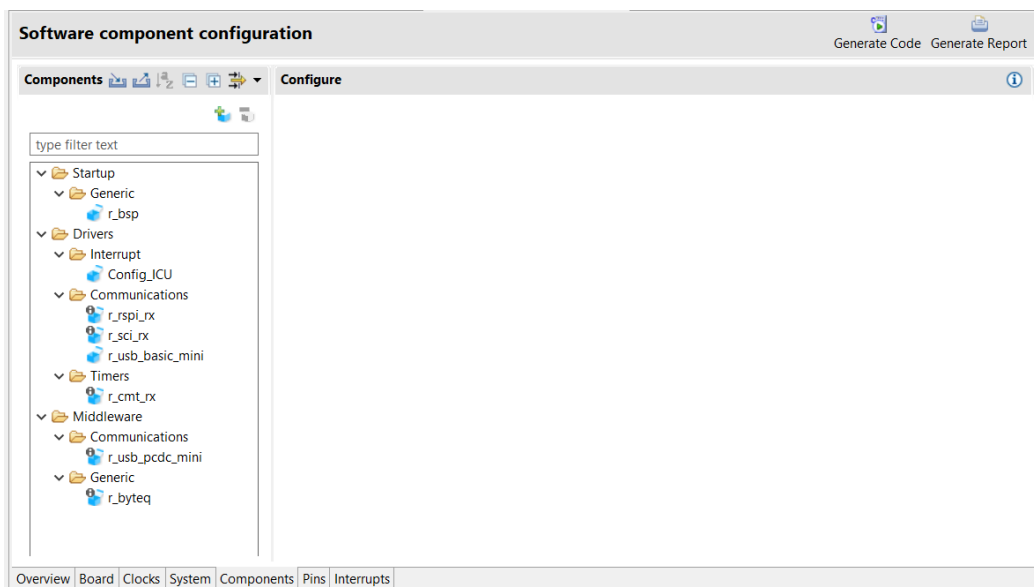 Software component configuration
Generate Code Generate Report
Components
Configure
type filter text
Startup
Generic
r_bsp
Drivers
Interrupt
Config_ICU
Communications
r_rspi_rx
r_sci_rx
r_usb_basic_mini
Timers
r_cmt_rx
Middleware
Communications
r_usb_pcdc_mini
Generic
r_byteq
Overview Board Clocks System Components Pins Interrupts